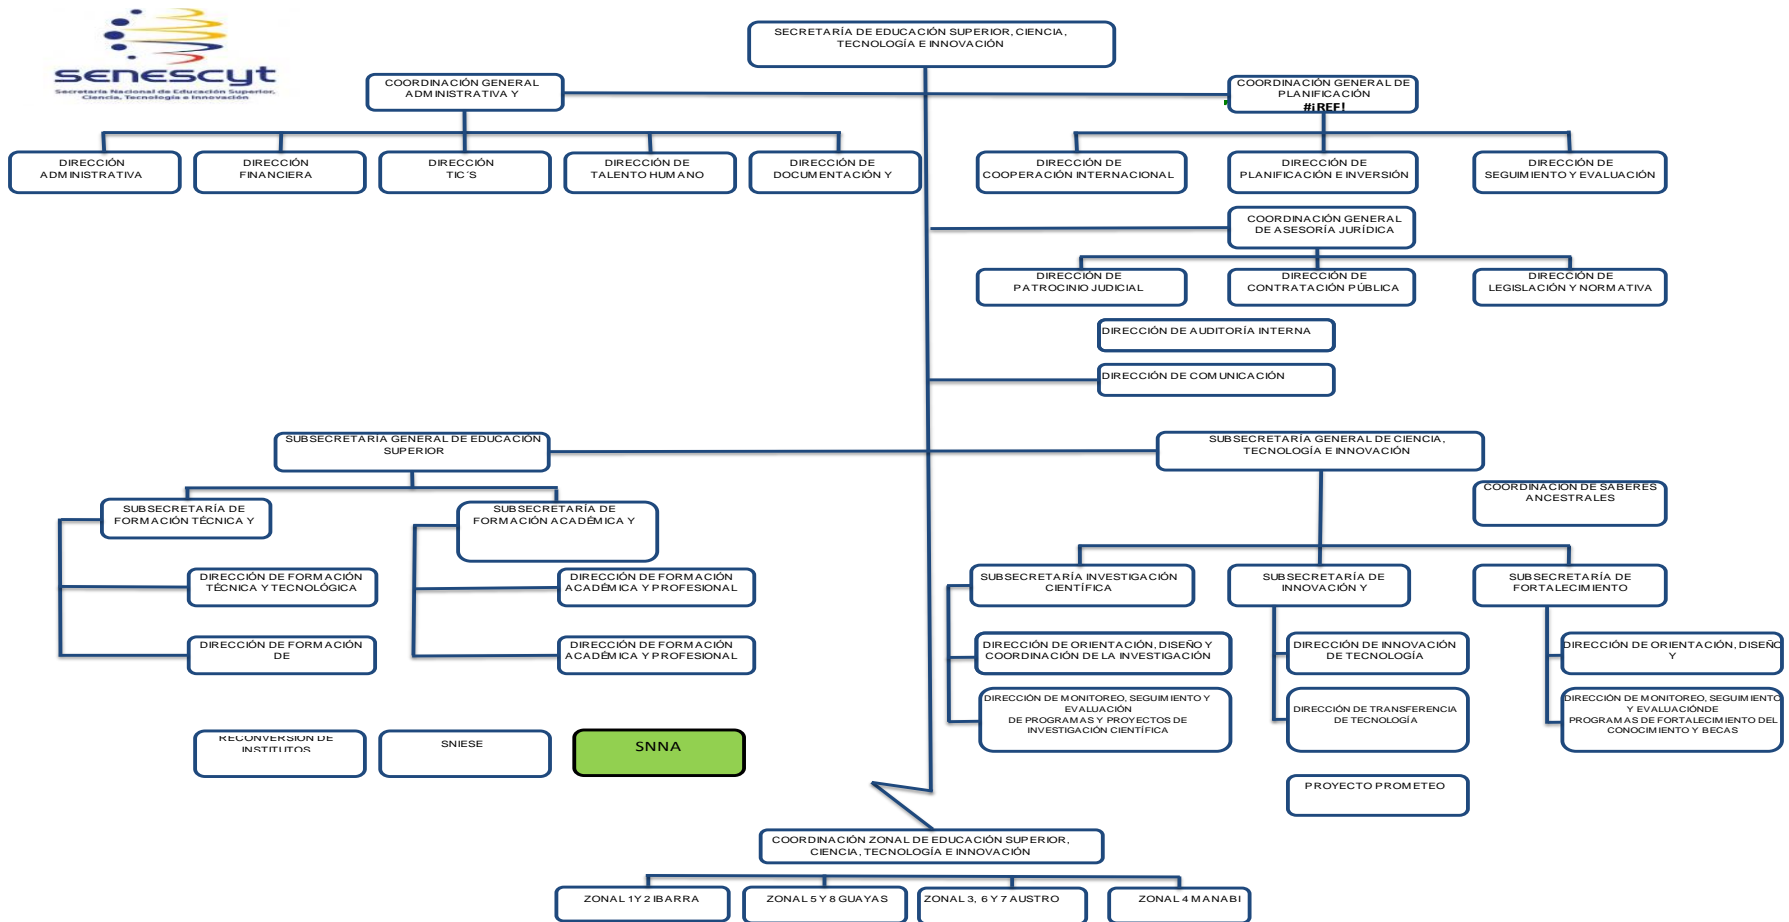 senescyt
Secretaría Nacional de Educación Superior,
Ciencia, Tecnología e Innovación
SECRETARÍA DE EDUCACIÓN SUPERIOR, CIENCIA,
TECNOLOGÍA E INNOVACIÓN
COORDINACIÓN GENERAL
ADMINISTRATIVA Y
COORDINACIÓN GENERAL DE
PLANIFICACIÓN
#¡REF!
DIRECCIÓN
ADMINISTRATIVA
DIRECCIÓN
FINANCIERA
DIRECCIÓN
TIC´S
DIRECCIÓN DE
TALENTO HUMANO
DIRECCIÓN DE
DOCUMENTACIÓN Y
DIRECCIÓN DE
COOPERACIÓN INTERNACIONAL
DIRECCIÓN DE
PLANIFICACIÓN E INVERSIÓN
DIRECCIÓN DE
SEGUIMIENTO Y EVALUACIÓN
COORDINACIÓN GENERAL
DE ASESORÍA JURÍDICA
DIRECCIÓN DE
PATROCINIO JUDICIAL
DIRECCIÓN DE
CONTRATACIÓN PÚBLICA
DIRECCIÓN DE
LEGISLACIÓN Y NORMATIVA
DIRECCIÓN DE AUDITORÍA INTERNA
DIRECCIÓN DE COMUNICACIÓN
SUBSECRETARÍA GENERAL DE EDUCACIÓN
SUPERIOR
SUBSECRETARÍA GENERAL DE CIENCIA,
TECNOLOGÍA E INNOVACIÓN
COORDINACIÓN DE SABERES
ANCESTRALES
SUBSECRETARÍA DE
FORMACIÓN TÉCNICA Y
SUBSECRETARÍA DE
FORMACIÓN ACADÉMICA Y
DIRECCIÓN DE FORMACIÓN
TÉCNICA Y TECNOLÓGICA
DIRECCIÓN DE FORMACIÓN
ACADÉMICA Y PROFESIONAL
SUBSECRETARÍA INVESTIGACIÓN
CIENTÍFICA
SUBSECRETARÍA DE
INNOVACIÓN Y
SUBSECRETARÍA DE
FORTALECIMIENTO
DIRECCIÓN DE FORMACIÓN
DE
DIRECCIÓN DE FORMACIÓN
ACADÉMICA Y PROFESIONAL
DIRECCIÓN DE ORIENTACIÓN, DISEÑO Y
COORDINACIÓN DE LA INVESTIGACIÓN
DIRECCIÓN DE INNOVACIÓN
DE TECNOLOGÍA
DIRECCIÓN DE ORIENTACIÓN, DISEÑO
Y
DIRECCIÓN DE MONITOREO, SEGUIMIENTO Y
EVALUACIÓN
DE PROGRAMAS Y PROYECTOS DE
INVESTIGACIÓN CIENTÍFICA
DIRECCIÓN DE TRANSFERENCIA
DE TECNOLOGÍA
DIRECCIÓN DE MONITOREO, SEGUIMIENTO
Y EVALUACIÓNDE
PROGRAMAS DE FORTALECIMIENTO DEL
CONOCIMIENTO Y BECAS
RECONVERSIÓN DE
INSTITUTOS
SNIESE
SNNA
PROYECTO PROMETEO
COORDINACIÓN ZONAL DE EDUCACIÓN SUPERIOR,
CIENCIA, TECNOLOGÍA E INNOVACIÓN
ZONAL 1 Y 2 IBARRA
ZONAL 5 Y 8 GUAYAS
ZONAL 3, 6 Y 7 AUSTRO
ZONAL 4 MANABI